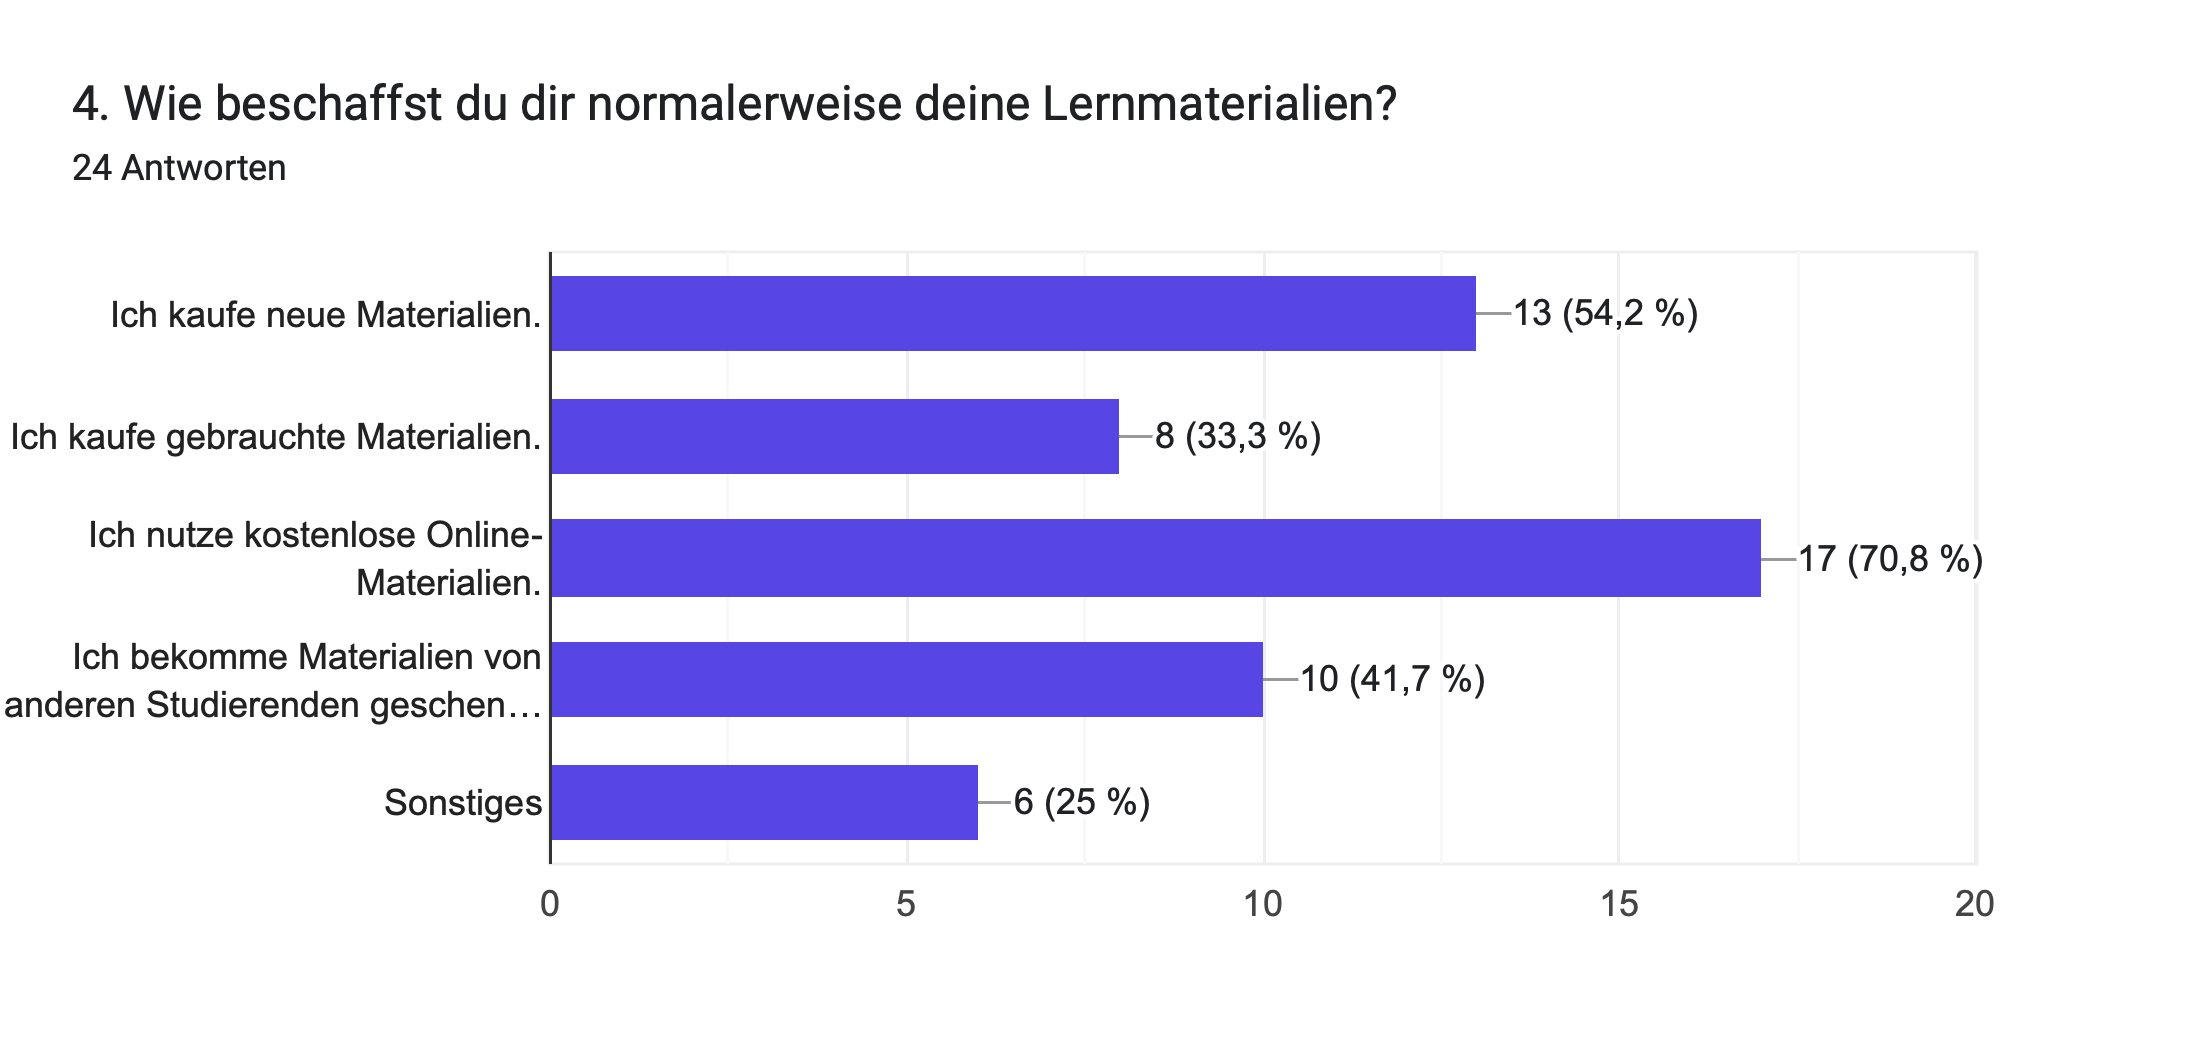 4. Wie beschaffst du dir normalerweise deine Lernmaterialien?
24 Antworten
Ich kaufe neue Materialien.
13 (54,2 %)
Ich kaufe gebrauchte Materialien.
8 (33,3 %)
Ich nutze kostenlose Online-
Materialien.
17 (70,8 %)
Ich bekomme Materialien von
anderen Studierenden geschen…
10 (41,7 %)
Sonstiges
6 (25 %)
0 5 10 15 20